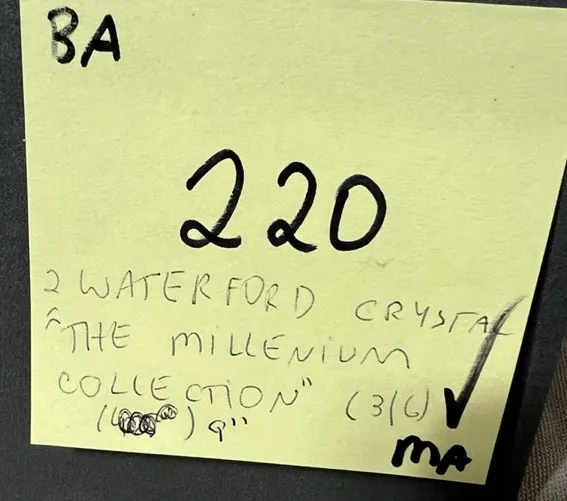 BA
220
2 WATERFORD CRYSTAL
"THE MILLENIUM
COLLECTION" (3/6) ✓
9"
MA